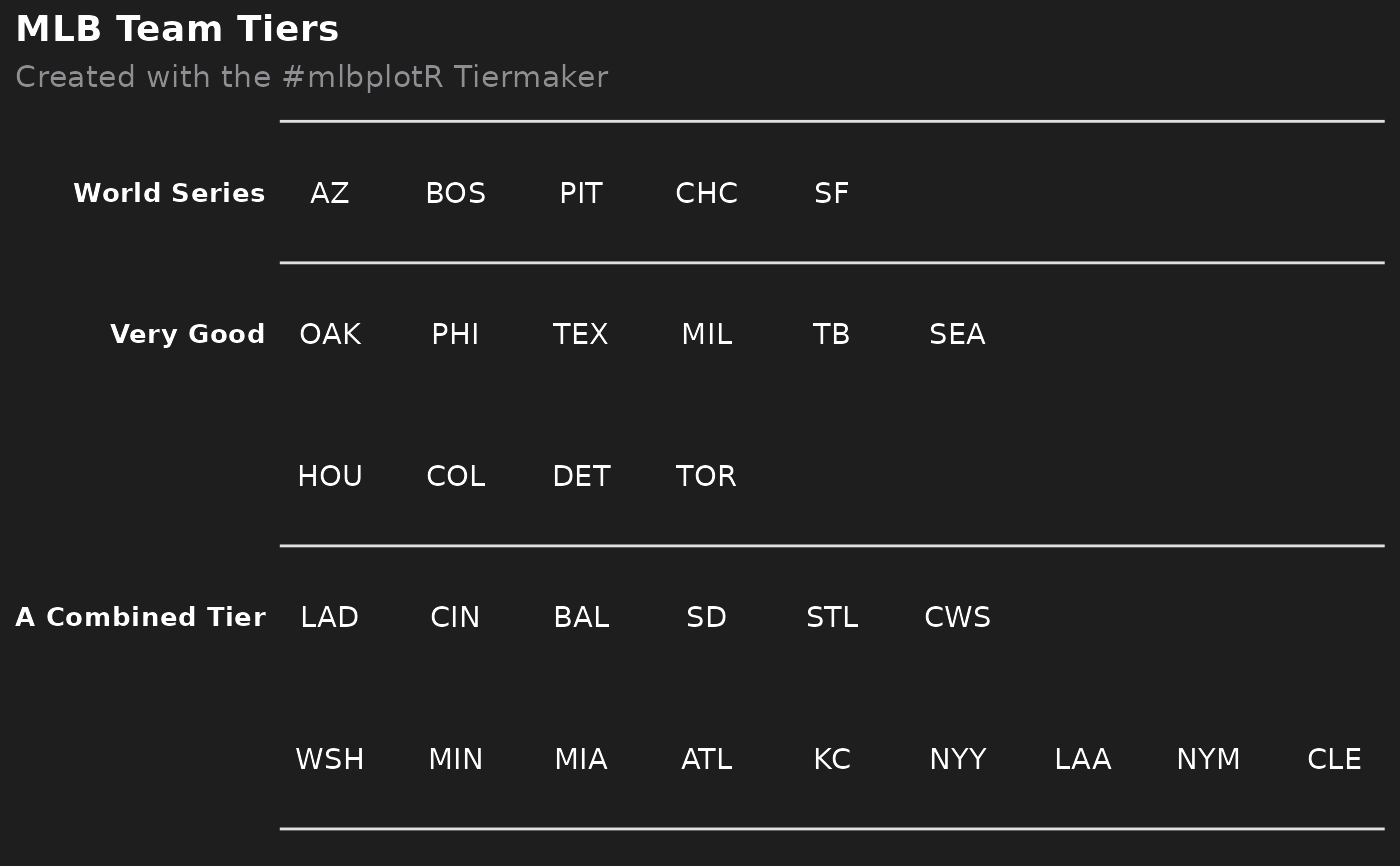 MLB Team Tiers
Created with the #mlbplotR Tiermaker
World Series AZ BOS PIT CHC SF
Very Good OAK PHI TEX MIL TB SEA
HOU COL DET TOR
A Combined Tier LAD CIN BAL SD STL CWS
WSH MIN MIA ATL KC NYY LAA NYM CLE